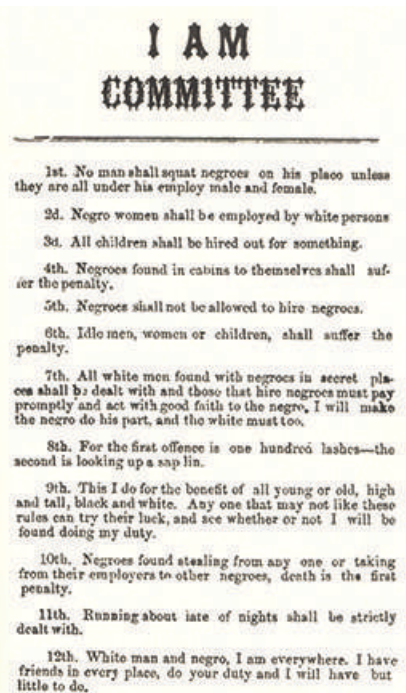 I AM
COMMITTEE
1st. No man shall squat negroes on his place unless
they are all under his employ male and female.
2d. Negro women shall be employed by white persons
3d. All children shall be hired out for something.
4th. Negroes found in cabins to themselves shall suf-
fer the penalty.
5th. Negroes shall not be allowed to hire negroes.
6th. Idle men, women or children, shall suffer the
penalty.
7th. All white men found with negroes in secret pla-
ces shall be dealt with and those that hire negroes must pay
promptly and act with good faith to the negro, I will make
the negro do his part, and the white must too.
8th. For the first offence is one hundred lashes—the
second is looking up a sap lin.
9th. This I do for the benefit of all young or old, high
and tall, black and white. Any one that may not like these
rules can try their luck, and see whether or not I will be
found doing my duty.
10th. Negroes found stealing from any one or taking
from their employers to other negroes, death is the first
penalty.
11th. Running about late of nights shall be strictly
dealt with.
12th. White man and negro, I am everywhere. I have
friends in every place, do your duty and I will have but
little to do.